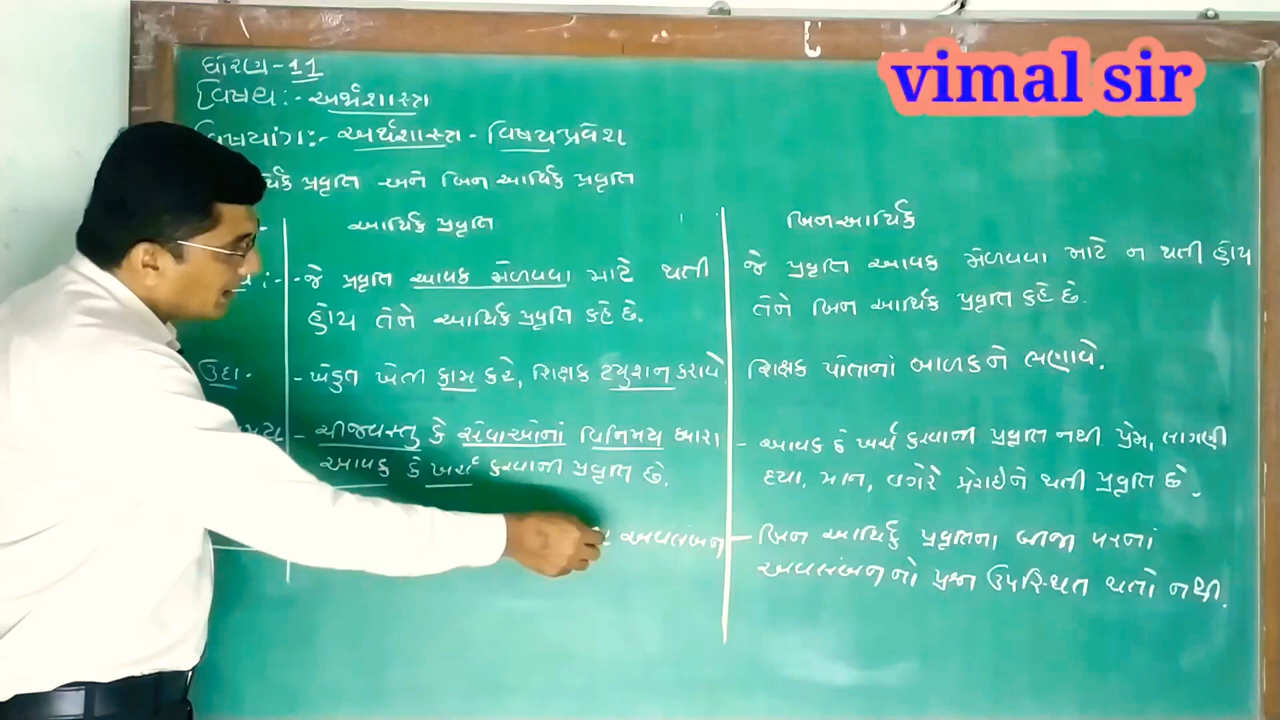 vimal sir
ધોરણ-11
વિષય:- અર્થશાસ્ત્ર
વિષયાંગ:- અર્થશાસ્ત્ર - વિષયપ્રવેશ
પ્રવૃત્તિ અને બિન આર્થિક પ્રવૃત્તિ
આર્થિક પ્રવૃત્તિ
બિનઆર્થિક
:- -જે પ્રવૃત્તિ આવક મેળવવા માટે થતી
હોય તેને આર્થિક પ્રવૃત્તિ કહે છે.
જે પ્રવૃત્તિ આવક મેળવવા માટે ન થતી હોય
તેને બિન આર્થિક પ્રવૃત્તિ કહે છે.
ઉદા. - ખેડૂત ખેતી કામ કરે, શિક્ષક ટ્યુશન કરાવે
શિક્ષક પોતાનાં બાળકને ભણાવે.
- ચીજવસ્તુ કે સેવાઓનાં વિનિમય દ્વારા
આવક કે ખર્ચ કરવાની પ્રવૃત્તિ છે.
- આવક કે ખર્ચ કરવાની પ્રવૃત્તિ નથી પ્રેમ, લાગણી
દયા, માન, વગેરે પ્રેરાઈને થતી પ્રવૃત્તિ છે.
અવલંબન
- બિન આર્થિક પ્રવૃત્તિના બીજા પરનાં
અવલંબનનો પ્રશ્ન ઉપસ્થિત થતો નથી.